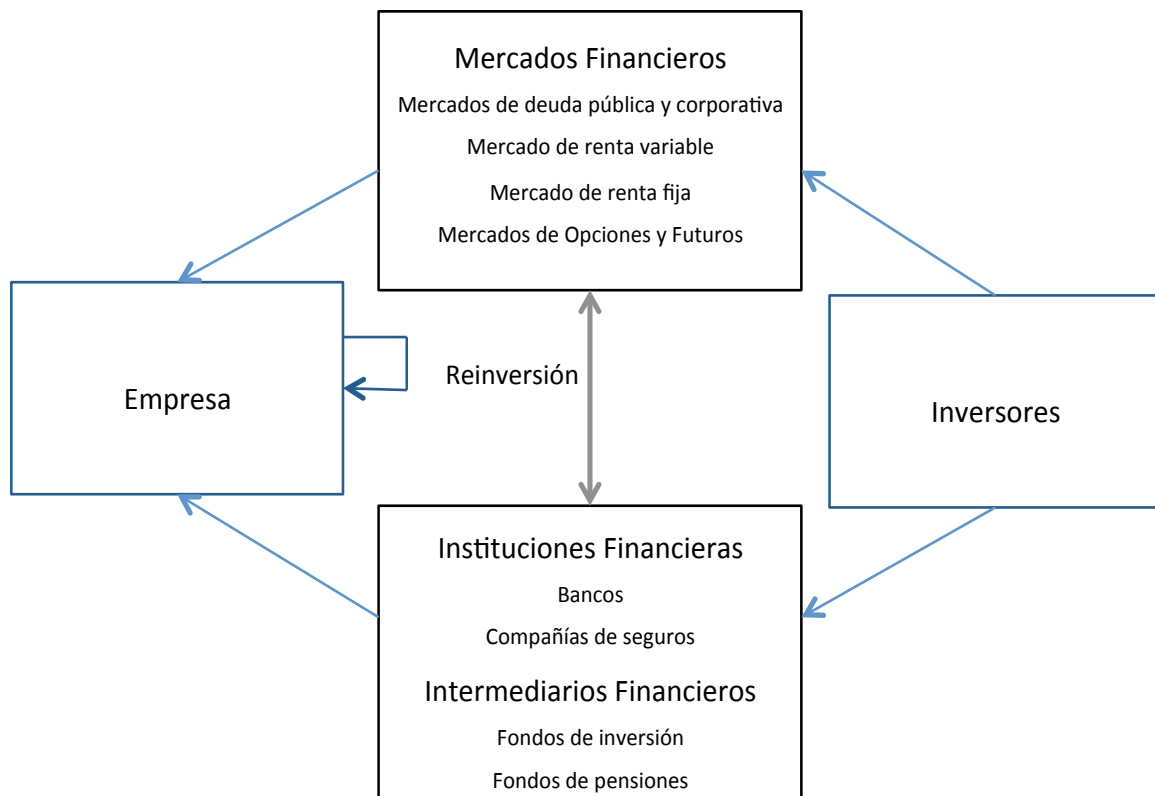 Mercados Financieros
Mercados de deuda pública y corporativa
Mercado de renta variable
Mercado de renta fija
Mercados de Opciones y Futuros
Empresa
Reinversión
Inversores
Instituciones Financieras
Bancos
Compañías de seguros
Intermediarios Financieros
Fondos de inversión
Fondos de pensiones